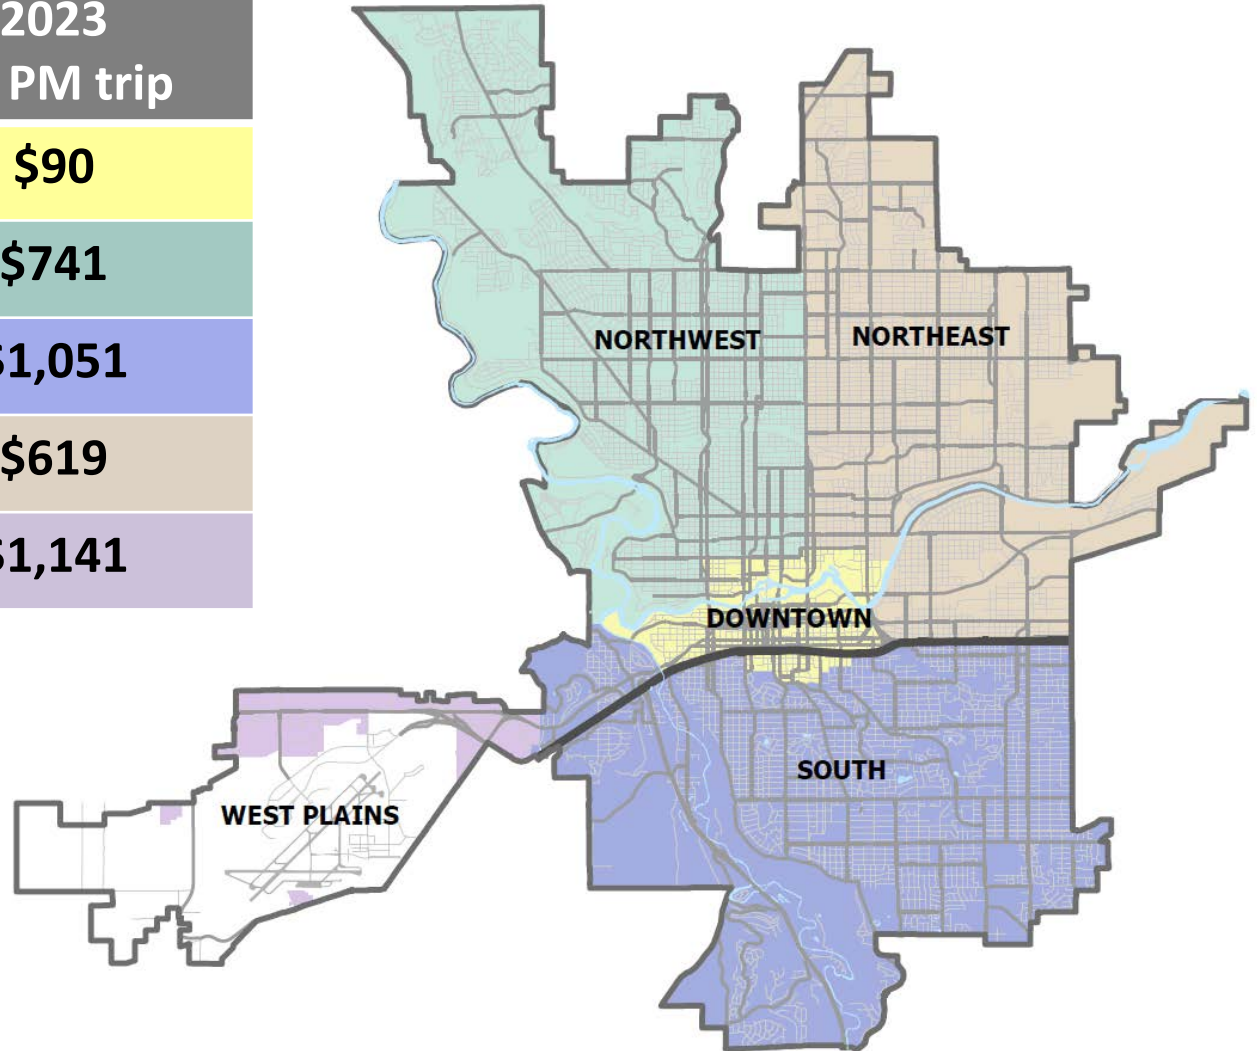 2023
PM trip
$90
$741
$1,051
$619
$1,141
NORTHWEST
NORTHEAST
DOWNTOWN
SOUTH
WEST PLAINS